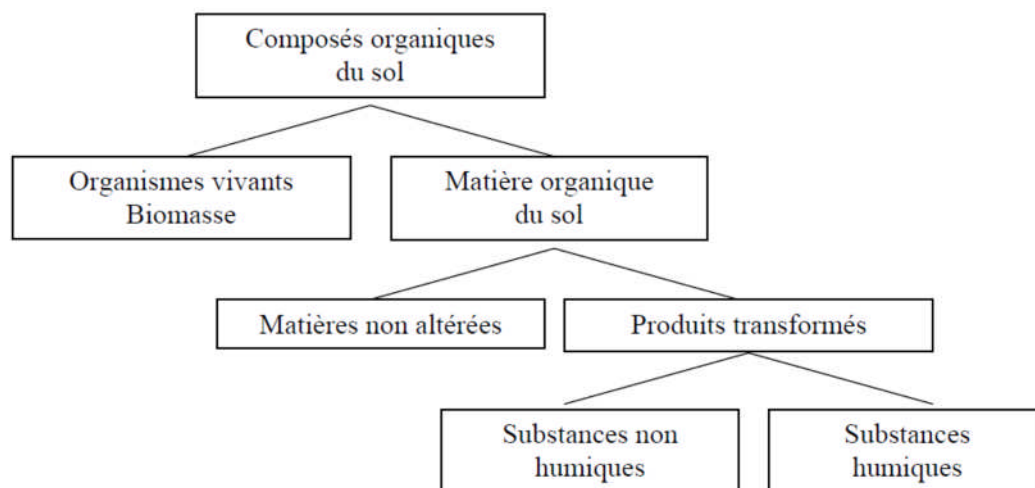 Composés organiques
du sol
Organismes vivants
Biomasse
Matière organique
du sol
Matières non altérées
Produits transformés
Substances non
humiques
Substances
humiques